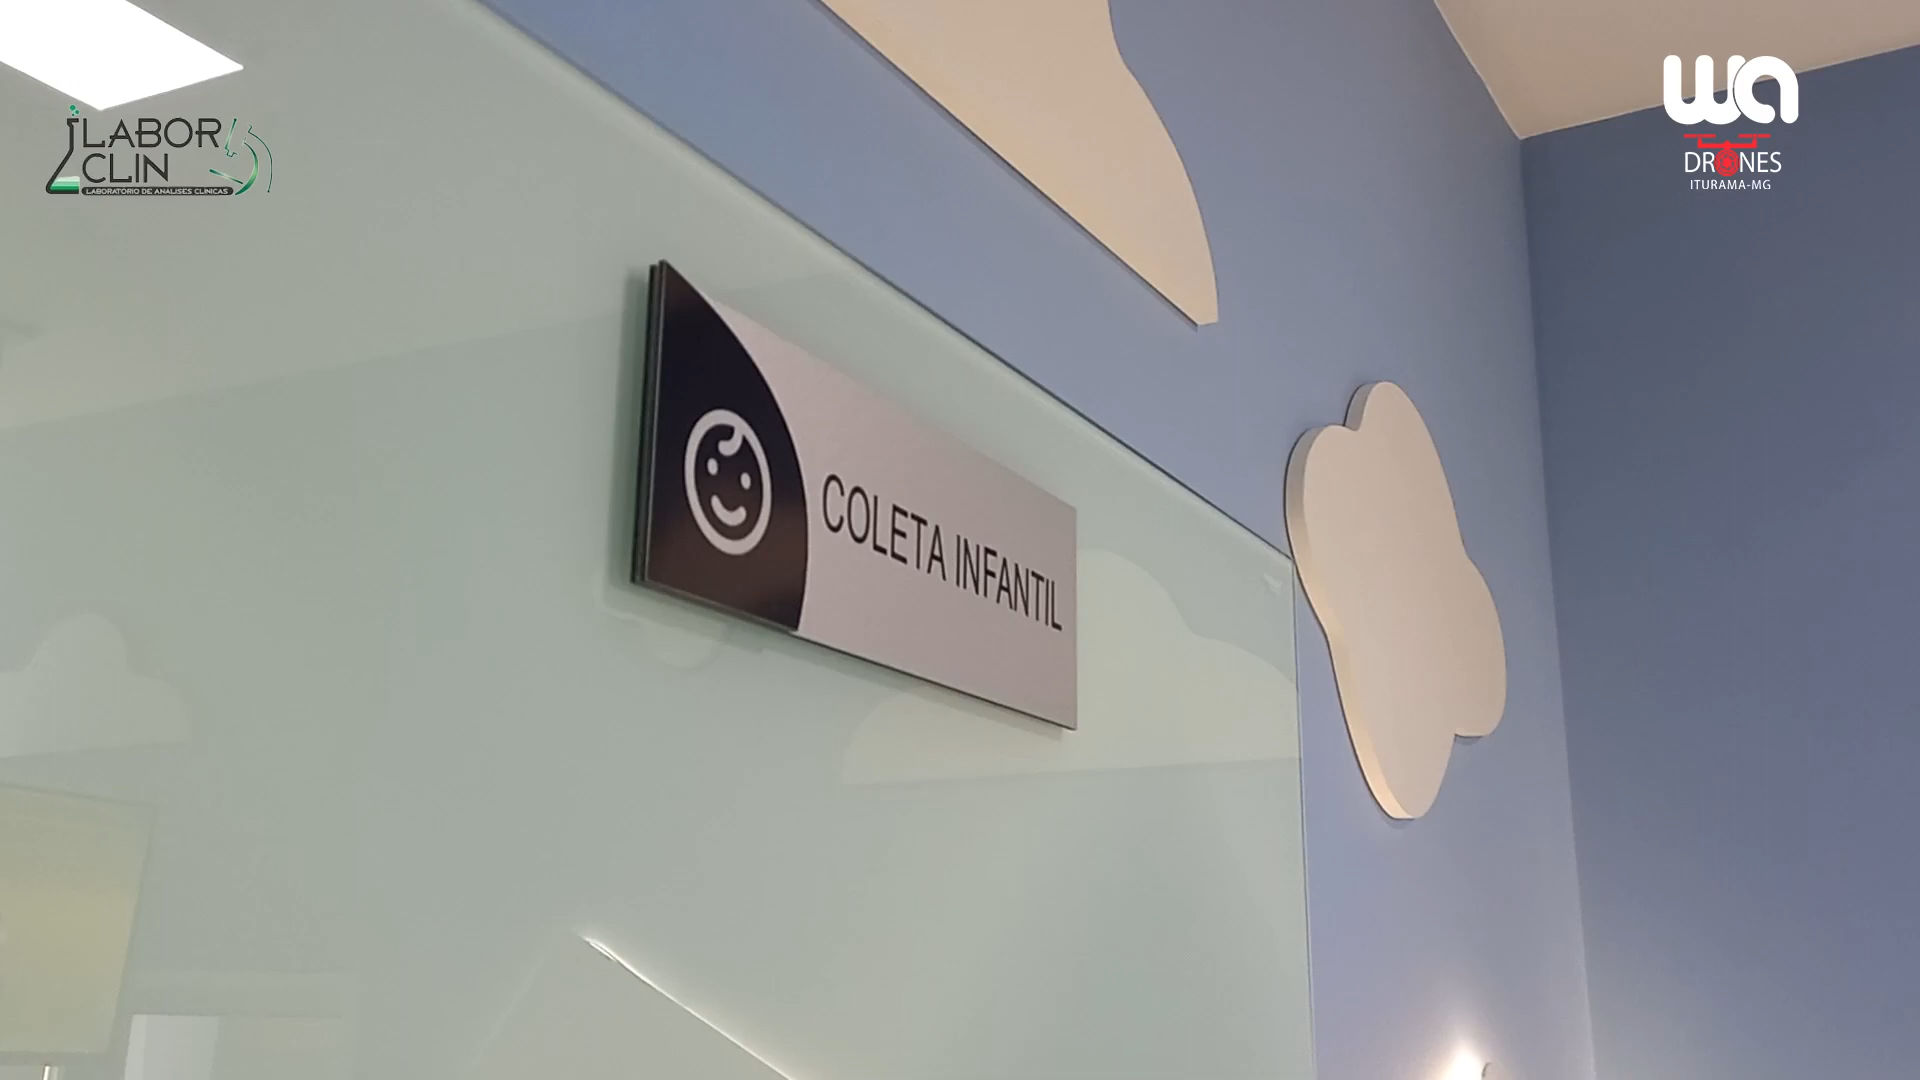 LABOR
CLIN
LABORATÓRIO DE ANÁLISES CLÍNICAS
wa
DRONES
ITURAMA-MG
COLETA INFANTIL